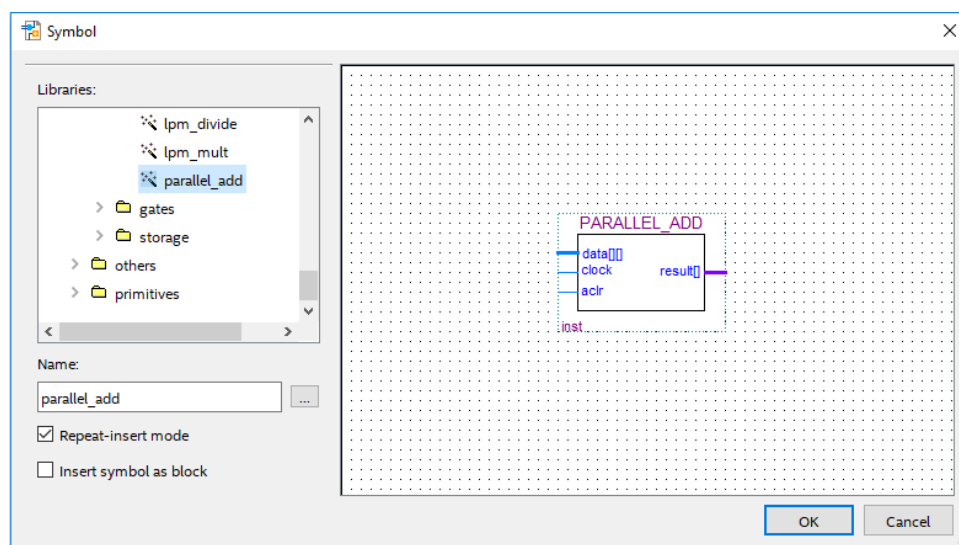 Symbol
Libraries:
lpm_divide
lpm_mult
parallel_add
gates
storage
others
primitives
Name:
parallel_add
...
Repeat-insert mode
Insert symbol as block
PARALLEL_ADD
data[][]
clock
result[]
aclr
inst
OK
Cancel